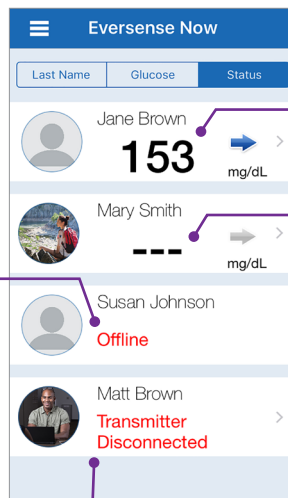 Eversense Now
Last Name Glucose Status
Jane Brown
153
mg/dL
Mary Smith
---
mg/dL
Susan Johnson
Offline
Matt Brown
Transmitter
Disconnected